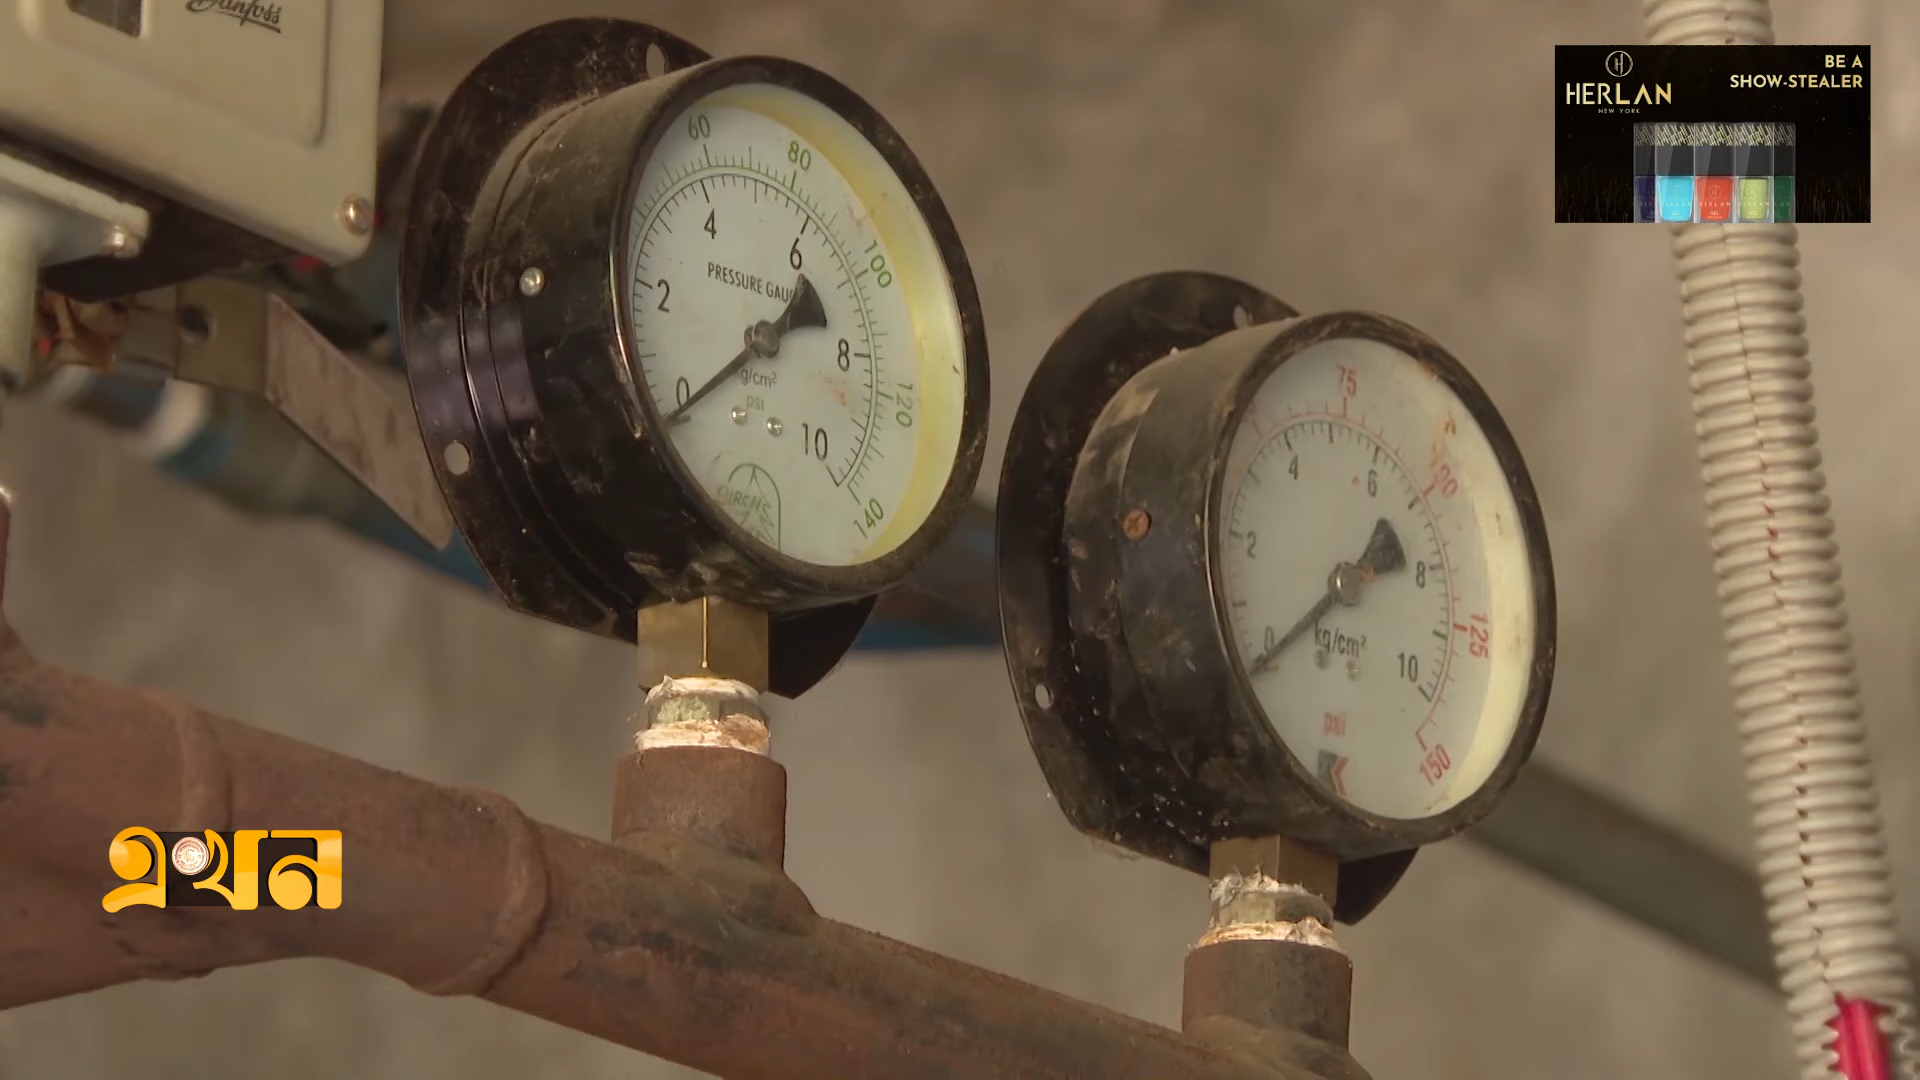 Danfoss
60
80
100
120
140
4
6
2
8
0
10
PRESSURE GAU
kg/cm²
psi
75
100
125
150
4
6
2
8
0
10
kg/cm²
psi
HERLAN
NEW YORK
BE A
SHOW-STEALER
এখন